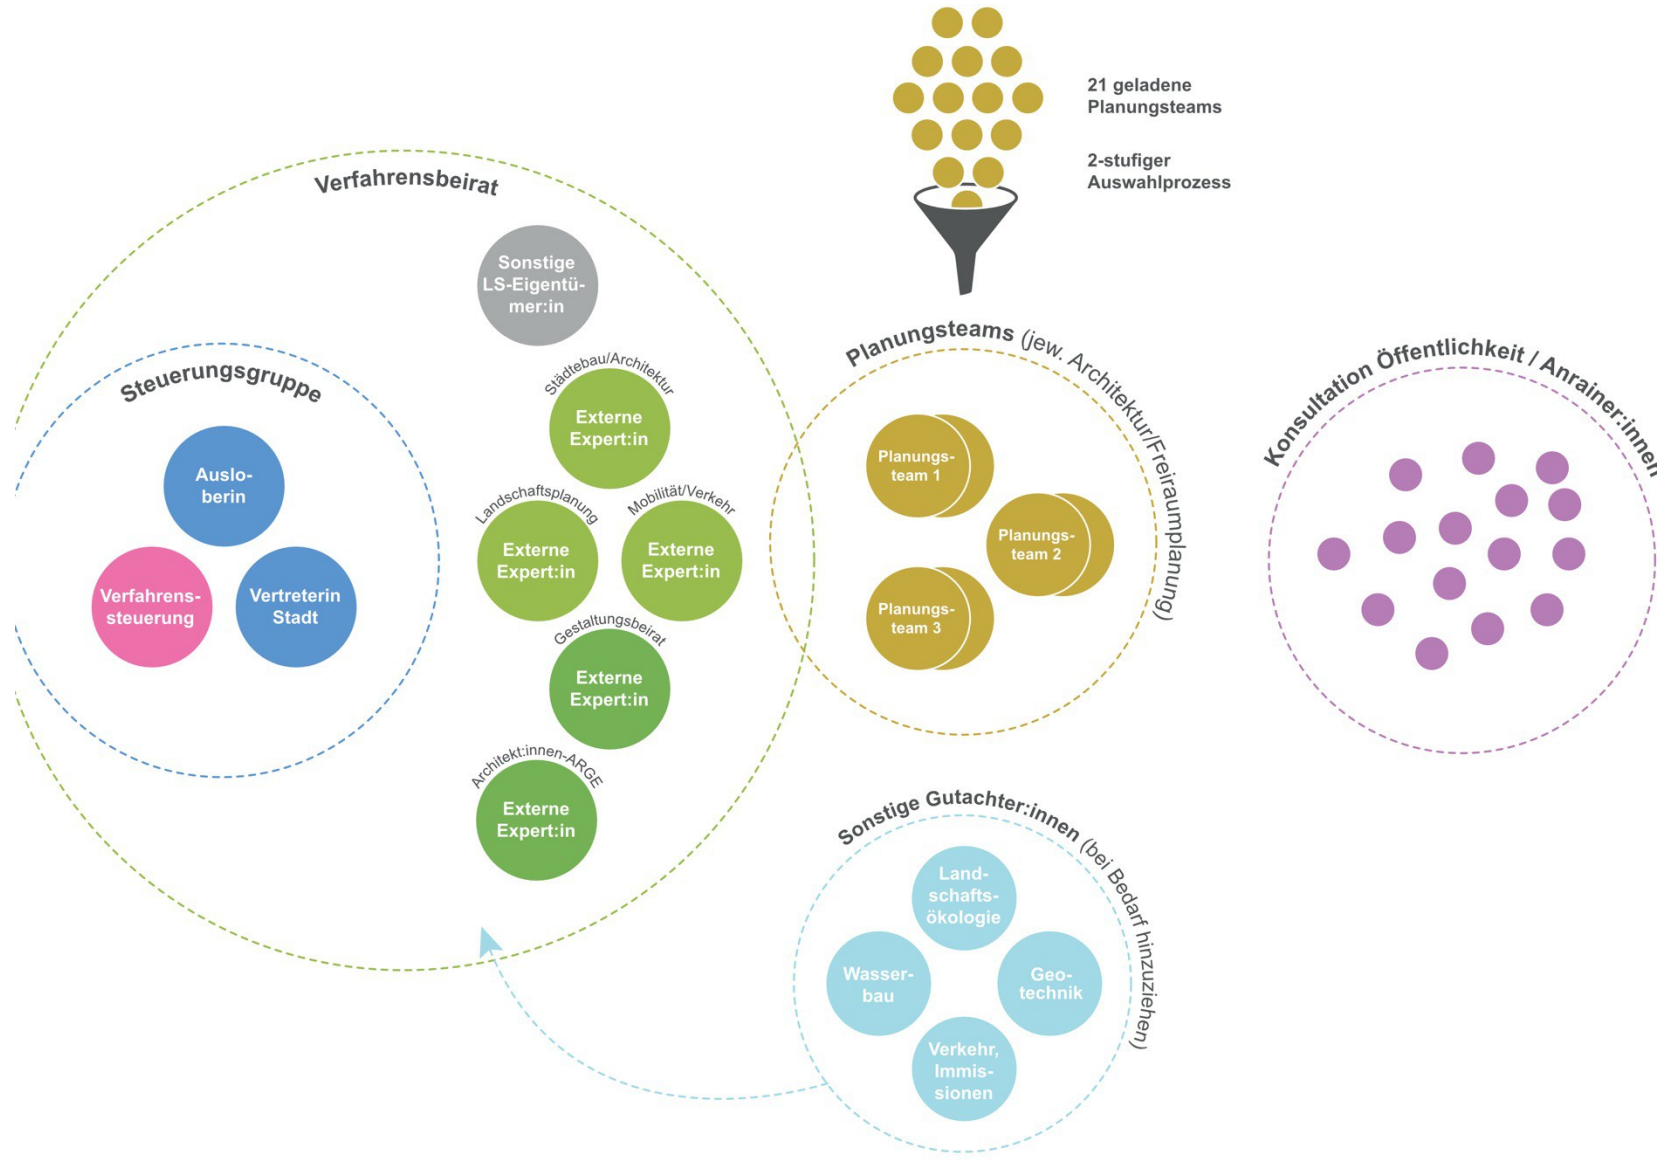 21 geladene
Planungsteams
2-stufiger
Auswahlprozess
Verfahrensbeirat
Sonstige
LS-Eigentü-
mer:in
Steuerungsgruppe
Auslo-
berin
Verfahrens-
steuerung
Vertreterin
Stadt
Städtebau/Architektur
Externe
Expert:in
Landschaftsplanung
Externe
Expert:in
Mobilität/Verkehr
Externe
Expert:in
Gestaltungsbeirat
Externe
Expert:in
Architekt:innen-ARGE
Externe
Expert:in
Planungsteams (jew. Architektur/Freiraumplanung)
Planungs-
team 1
Planungs-
team 2
Planungs-
team 3
Konsultation Öffentlichkeit / Anrainer:innen
Sonstige Gutachter:innen (bei Bedarf hinzuziehen)
Land-
schafts-
ökologie
Wasser-
bau
Geo-
technik
Verkehr,
Immis-
sionen